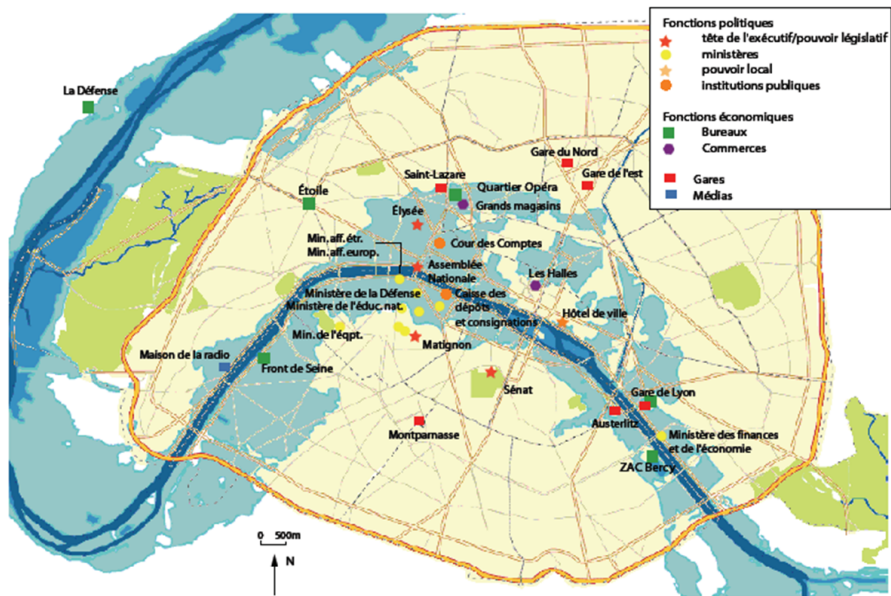 Fonctions politiques
tête de l'exécutif/pouvoir législatif
ministères
pouvoir local
institutions publiques
Fonctions économiques
Bureaux
Commerces
Gares
Médias
La Défense
Gare du Nord
Gare de l'est
Saint-Lazare
Quartier Opéra
Grands magasins
Étoile
Élysée
Cour des Comptes
Min.aff.étr.
Min.aff.europ.
Assemblée
Nationale
Les Halles
Ministère de la Défense
Ministère de l'éduc.nat.
Caisse des
dépôts
et consignations
Hôtel de ville
Min.de l'éqpt.
Matignon
Maison de la radio
Front de Seine
Sénat
Gare de Lyon
Austerlitz
Montparnasse
Ministère des finances
et de l'économie
ZAC Bercy
0 500m
N